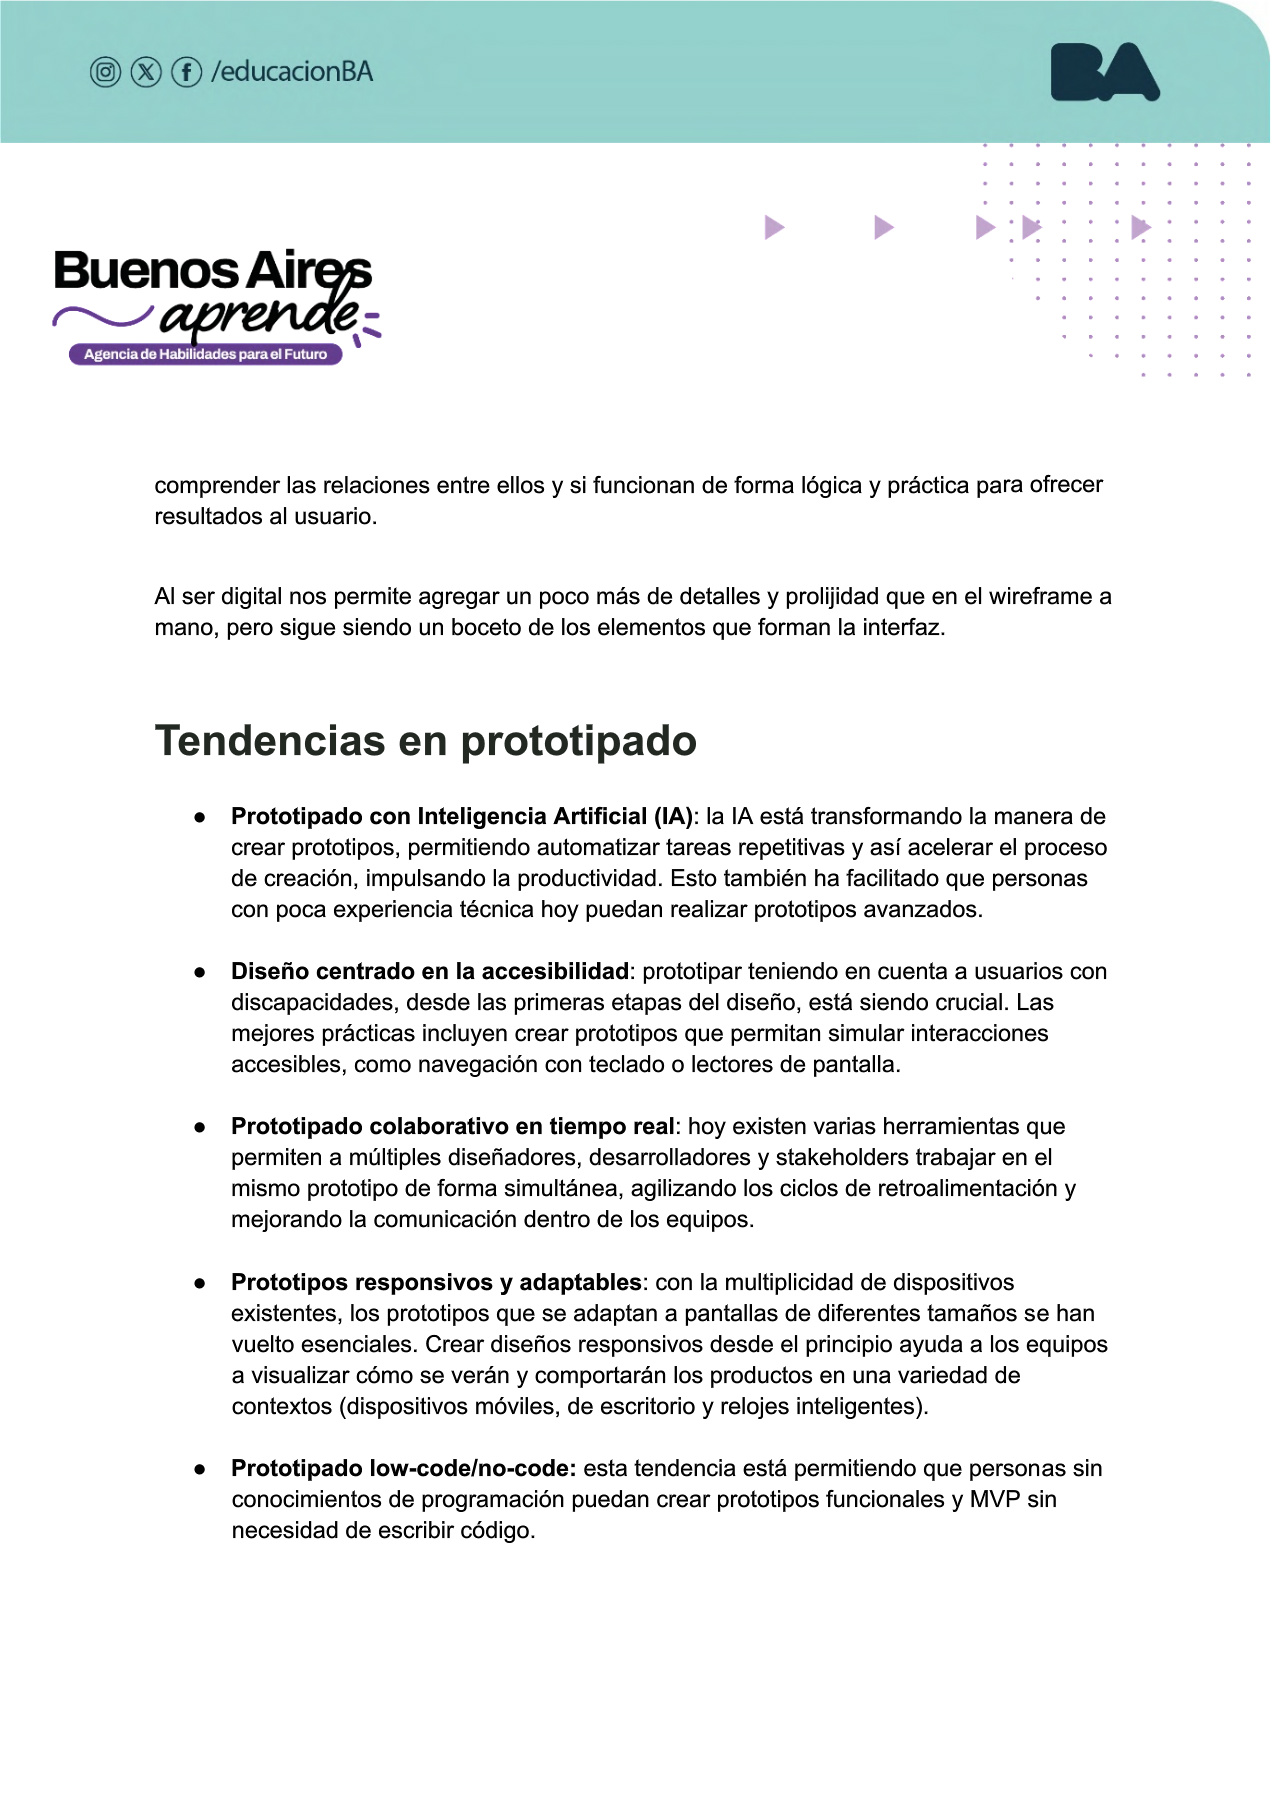 /educacionBA
BA
Buenos Aires
aprende
Agencia de Habilidades para el Futuro
comprender las relaciones entre ellos y si funcionan de forma lógica y práctica para ofrecer
resultados al usuario.
Al ser digital nos permite agregar un poco más de detalles y prolijidad que en el wireframe a
mano, pero sigue siendo un boceto de los elementos que forman la interfaz.
Tendencias en prototipado
● Prototipado con Inteligencia Artificial (IA): la IA está transformando la manera de
crear prototipos, permitiendo automatizar tareas repetitivas y así acelerar el proceso
de creación, impulsando la productividad. Esto también ha facilitado que personas
con poca experiencia técnica hoy puedan realizar prototipos avanzados.
● Diseño centrado en la accesibilidad: prototipar teniendo en cuenta a usuarios con
discapacidades, desde las primeras etapas del diseño, está siendo crucial. Las
mejores prácticas incluyen crear prototipos que permitan simular interacciones
accesibles, como navegación con teclado o lectores de pantalla.
● Prototipado colaborativo en tiempo real: hoy existen varias herramientas que
permiten a múltiples diseñadores, desarrolladores y stakeholders trabajar en el
mismo prototipo de forma simultánea, agilizando los ciclos de retroalimentación y
mejorando la comunicación dentro de los equipos.
● Prototipos responsivos y adaptables: con la multiplicidad de dispositivos
existentes, los prototipos que se adaptan a pantallas de diferentes tamaños se han
vuelto esenciales. Crear diseños responsivos desde el principio ayuda a los equipos
a visualizar cómo se verán y comportarán los productos en una variedad de
contextos (dispositivos móviles, de escritorio y relojes inteligentes).
● Prototipado low-code/no-code: esta tendencia está permitiendo que personas sin
conocimientos de programación puedan crear prototipos funcionales y MVP sin
necesidad de escribir código.